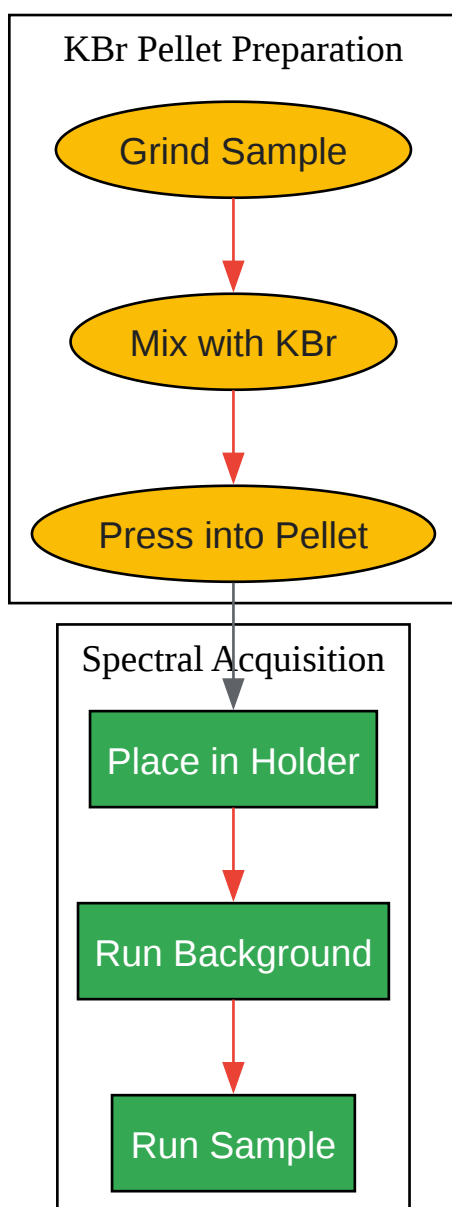 KBr Pellet Preparation
Grind Sample
Mix with KBr
Press into Pellet
Spectral Acquisition
Place in Holder
Run Background
Run Sample